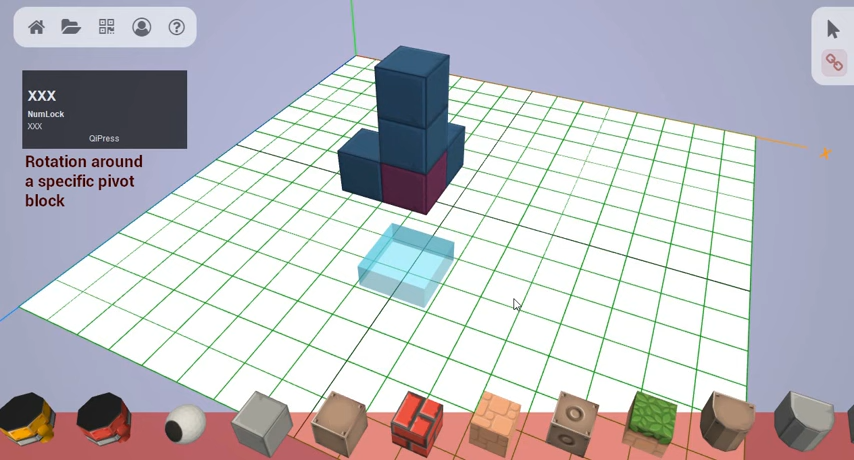 XXX
NumLock
XXX
QiPress
Rotation around
a specific pivot
block